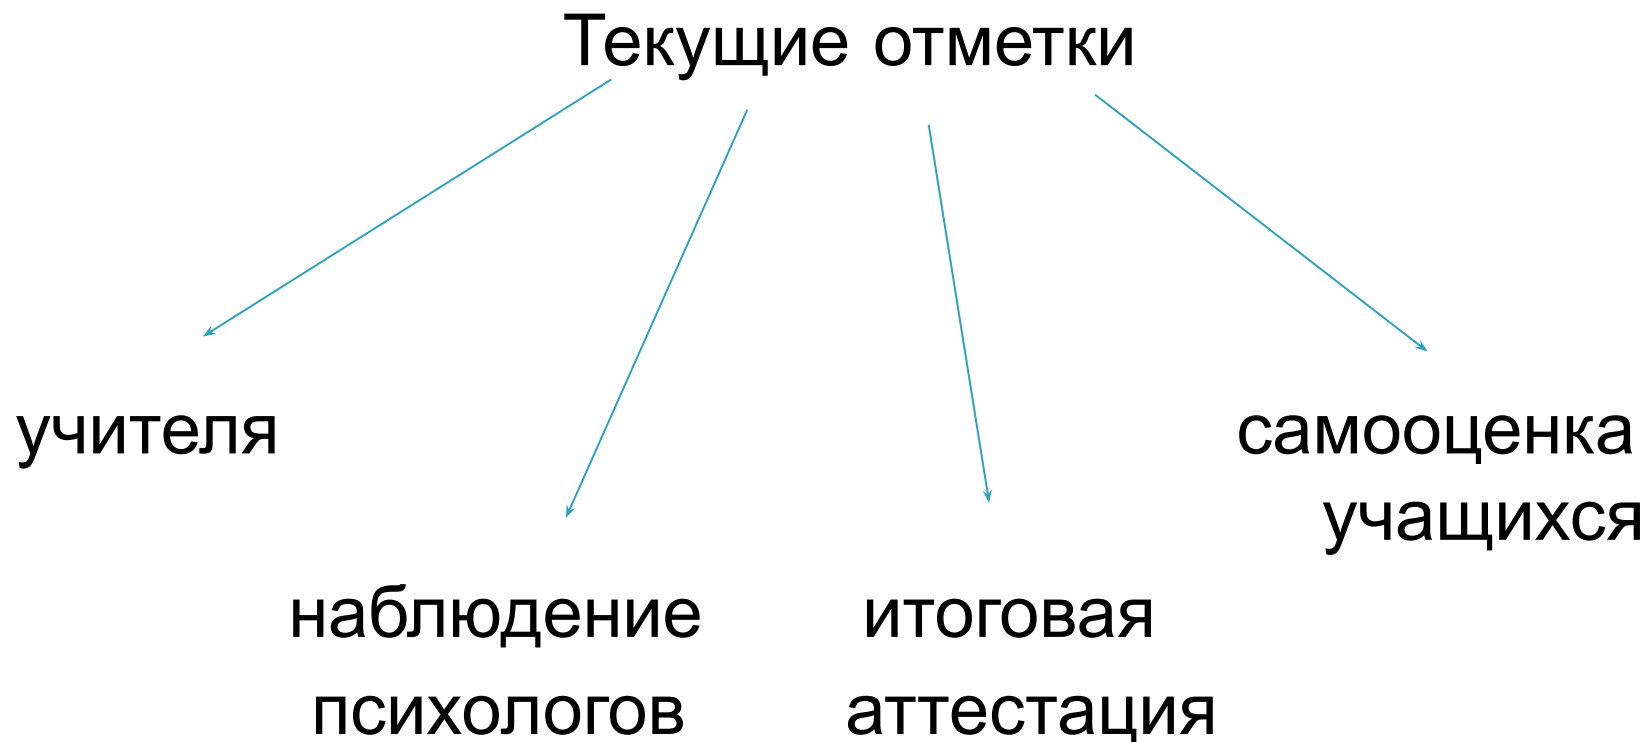 Текущие отметки
учителя
самооценка
учащихся
наблюдение
психологов
итоговая
аттестация